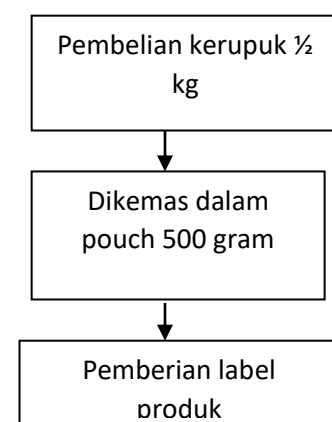 Pembelian kerupuk ½
kg
Dikemas dalam
pouch 500 gram
Pemberian label
produk